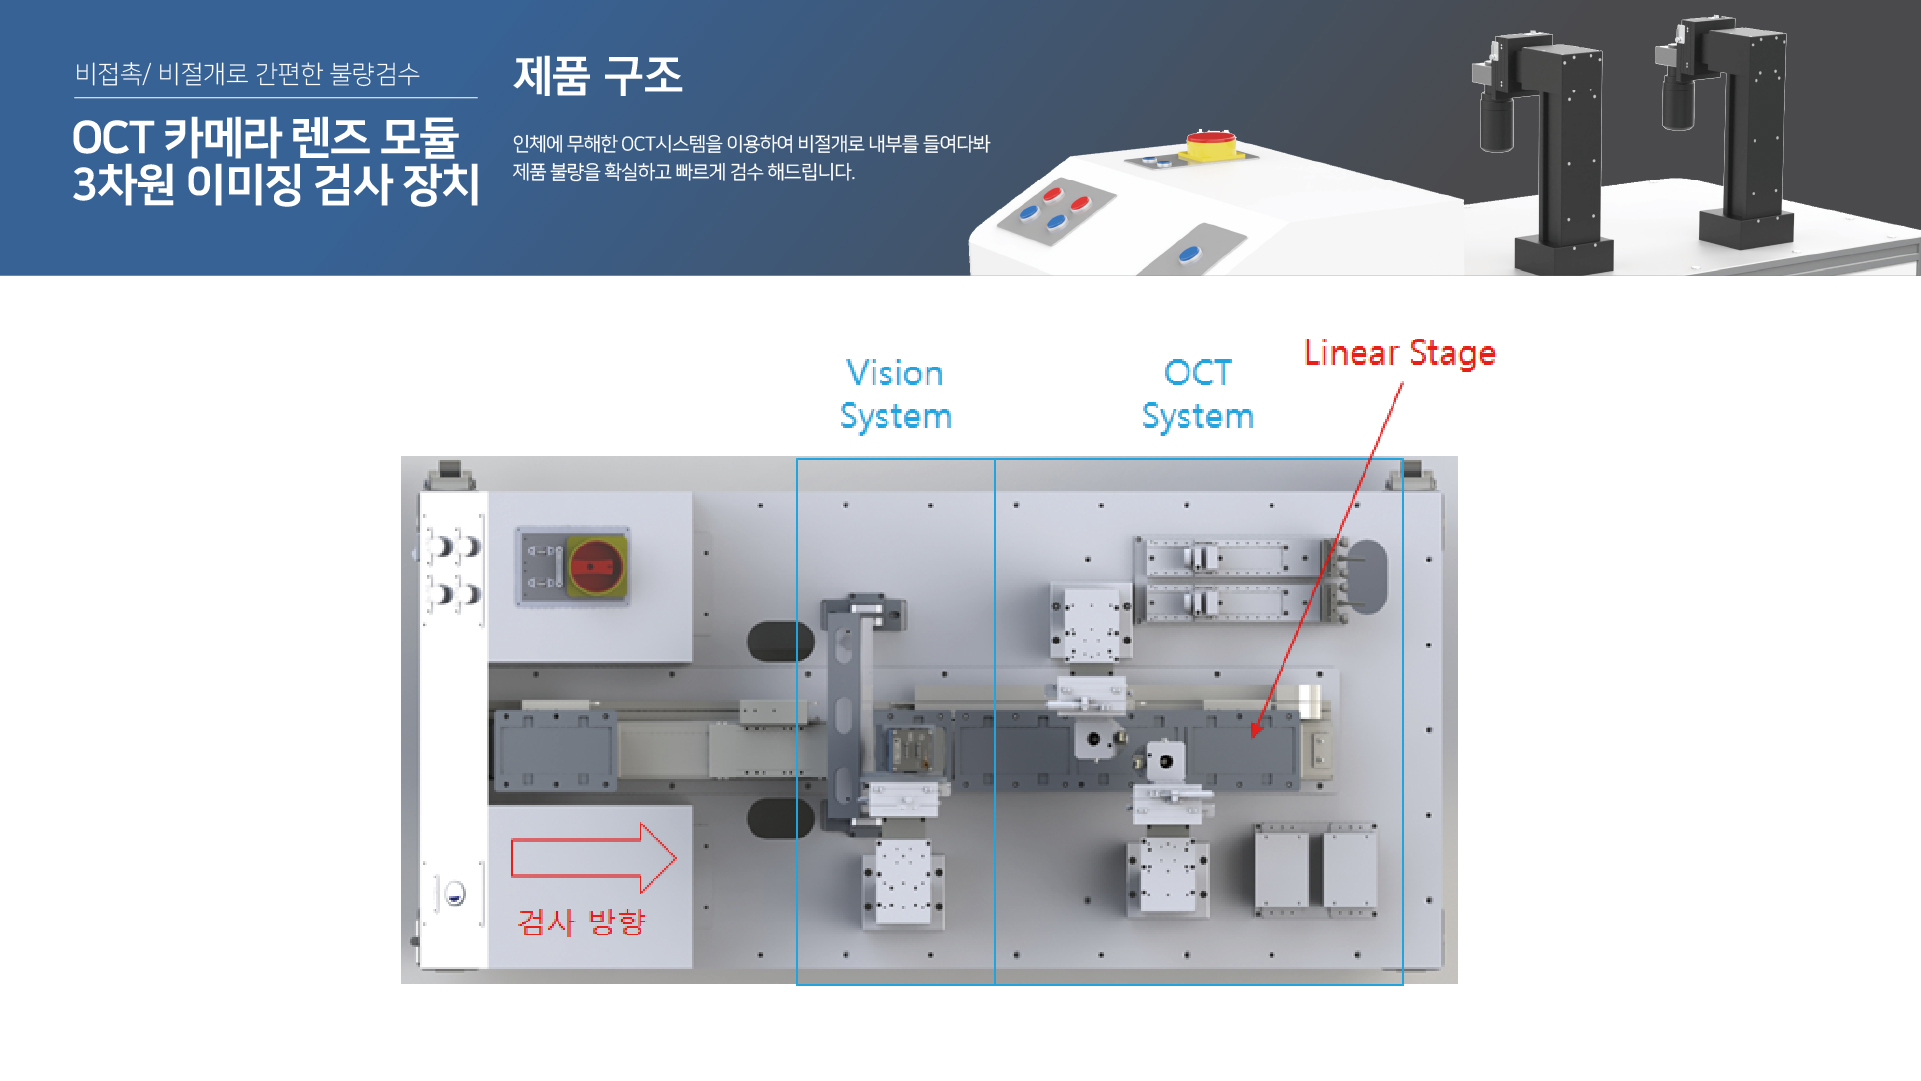 비접촉/ 비절개로 간편한 불량검수
OCT 카메라 렌즈 모듈
3차원 이미징 검사 장치
제품 구조
인체에 무해한 OCT시스템을 이용하여 비절개로 내부를 들여다봐
제품 불량을 확실하고 빠르게 검수 해드립니다.
Vision
System
OCT
System
Linear Stage
검사 방향